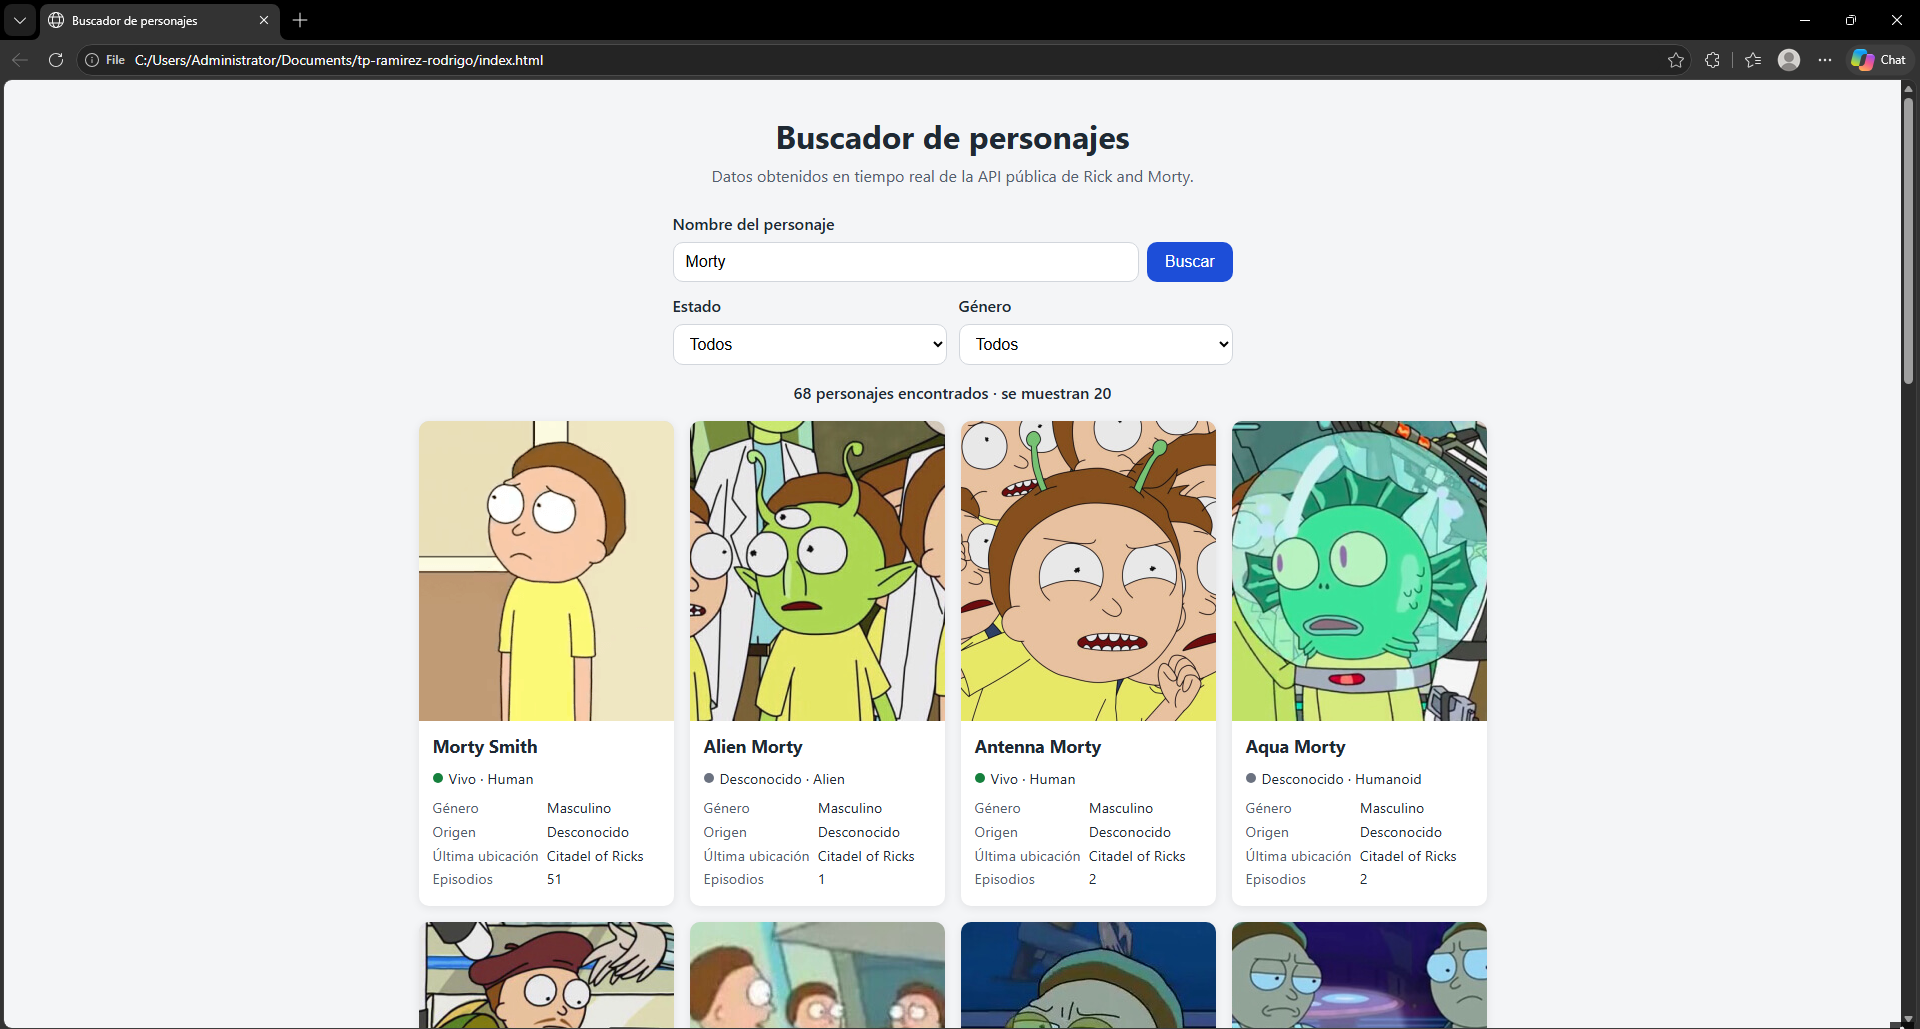 Buscador de personajes
File C:/Users/Administrator/Documents/tp-ramirez-rodrigo/index.html
Chat
Buscador de personajes
Datos obtenidos en tiempo real de la API pública de Rick and Morty.
Nombre del personaje
Morty Buscar
Estado Género
Todos Todos
68 personajes encontrados · se muestran 20
Morty Smith
Vivo · Human
Género Masculino
Origen Desconocido
Última ubicación Citadel of Ricks
Episodios 51
Alien Morty
Desconocido · Alien
Género Masculino
Origen Desconocido
Última ubicación Citadel of Ricks
Episodios 1
Antenna Morty
Vivo · Human
Género Masculino
Origen Desconocido
Última ubicación Citadel of Ricks
Episodios 2
Aqua Morty
Desconocido · Humanoid
Género Masculino
Origen Desconocido
Última ubicación Citadel of Ricks
Episodios 2